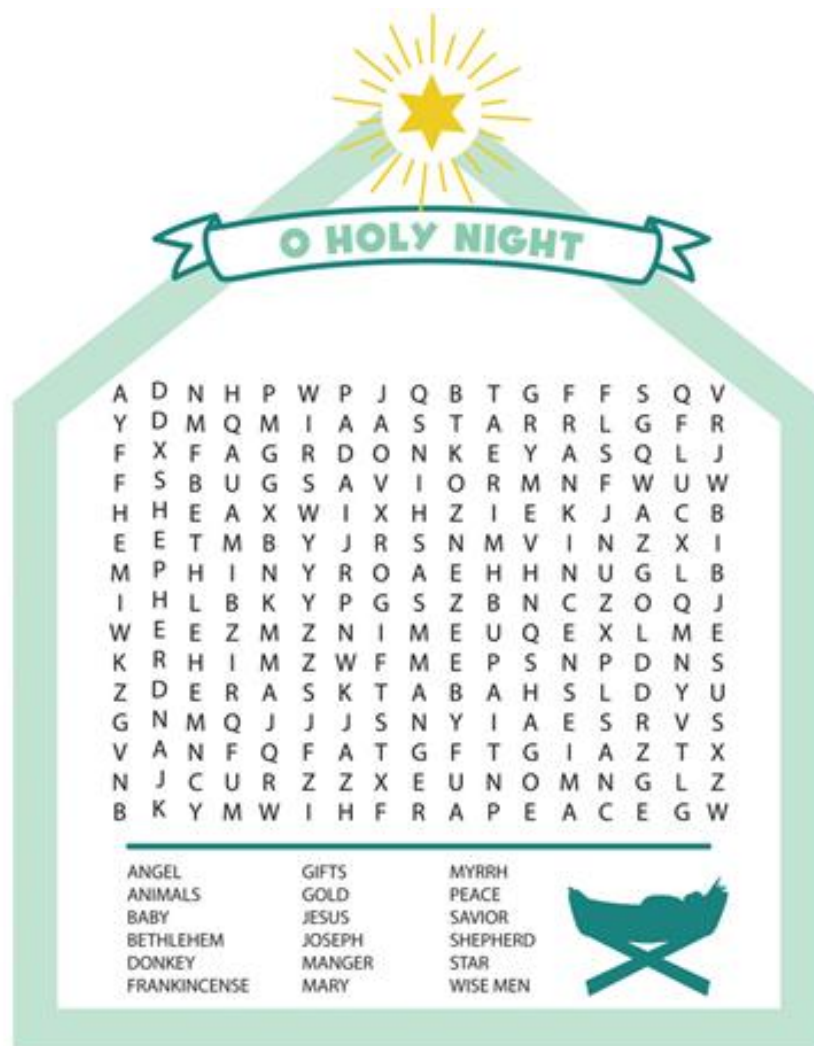 O HOLY NIGHT
A D N H P W P J Q B T G F F S Q V
Y D M Q M I A A S T A R R L G F R
F X F A G R D O N K E Y A S Q L J
F S B U G S A V I O R M N F W U W
H H E A X W I X H Z I E K J A C B
E E T M B Y J R S N M V I N Z X I
M P H I N Y R O A E H H N U G L B
I H L B K Y P G S Z B N C Z O Q J
W E E Z M Z N I M E U Q E X L M E
K R H I M Z W F M E P S N P D N S
Z D E R A S K T A B A H S L D Y U
G N M Q J J J S N Y I A E S R V S
V A N F Q F A T G F T G I A Z T X
N J C U R Z Z X E U N O M N G L Z
B K Y M W I H F R A P E A C E G W
ANGEL GIFTS MYRRH
ANIMALS GOLD PEACE
BABY JESUS SAVIOR
BETHLEHEM JOSEPH SHEPHERD
DONKEY MANGER STAR
FRANKINCENSE MARY WISE MEN